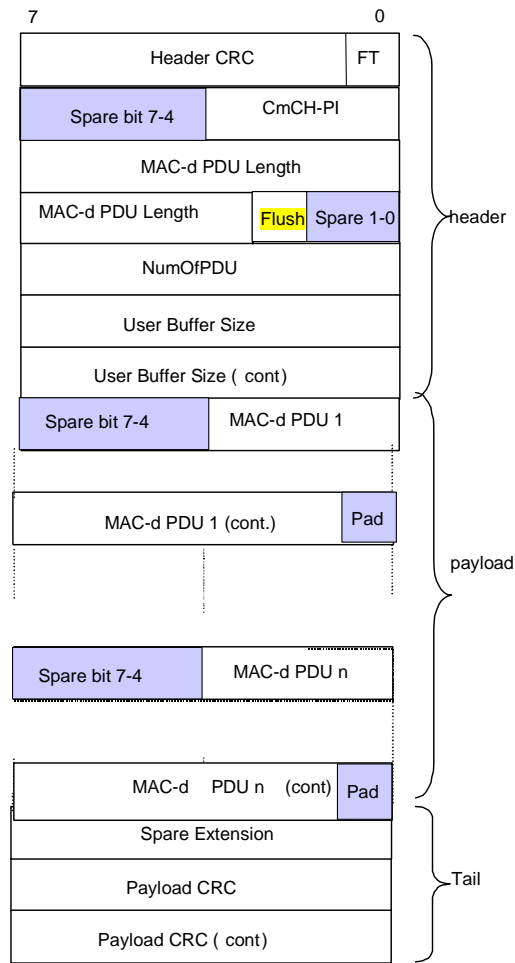 7 0
Header CRC FT
Spare bit 7-4 CmCH-PI
MAC-d PDU Length
MAC-d PDU Length Flush Spare 1-0
header
NumOfPDU
User Buffer Size
User Buffer Size ( cont)
Spare bit 7-4 MAC-d PDU 1
MAC-d PDU 1 (cont.) Pad
payload
Spare bit 7-4 MAC-d PDU n
MAC-d PDU n (cont) Pad
Spare Extension
Payload CRC
Tail
Payload CRC ( cont)